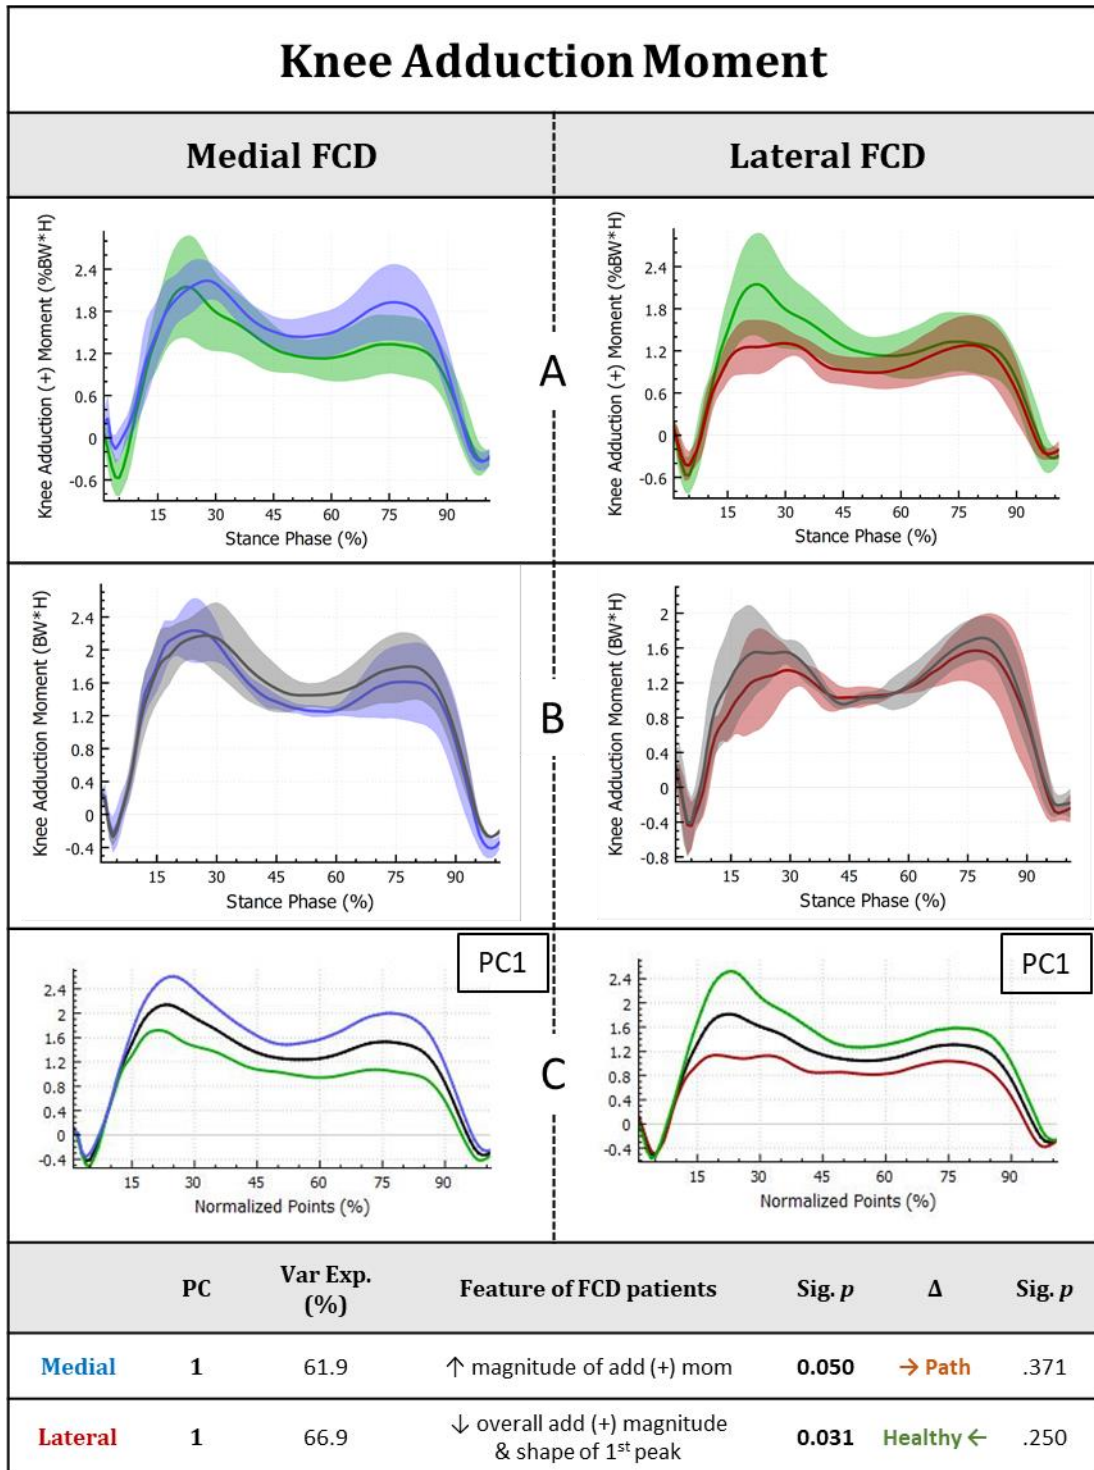 Knee Adduction Moment
Medial FCD
Lateral FCD
A
Knee Adduction (+) Moment (%BW*H)
2.4
1.8
1.2
0.6
0
-0.6
15 30 45 60 75 90
Stance Phase (%)
Knee Adduction (+) Moment (%BW*H)
2.4
1.8
1.2
0.6
0
-0.6
15 30 45 60 75 90
Stance Phase (%)
B
Knee Adduction Moment (BW*H)
2.4
2
1.6
1.2
0.8
0.4
0
-0.4
15 30 45 60 75 90
Stance Phase (%)
Knee Adduction Moment (BW*H)
2
1.6
1.2
0.8
0.4
0
-0.4
-0.8
15 30 45 60 75 90
Stance Phase (%)
C
PC1
2.4
2
1.6
1.2
0.8
0.4
0
-0.4
15 30 45 60 75 90
Normalized Points (%)
PC1
2.4
2
1.6
1.2
0.8
0.4
0
-0.4
15 30 45 60 75 90
Normalized Points (%)
PC
Var Exp.
(%)
Feature of FCD patients
Sig. p
Δ
Sig. p
Medial 1 61.9 ↑ magnitude of add (+) mom 0.050 → Path .371
Lateral 1 66.9 ↓ overall add (+) magnitude
& shape of 1st peak 0.031 Healthy ← .250